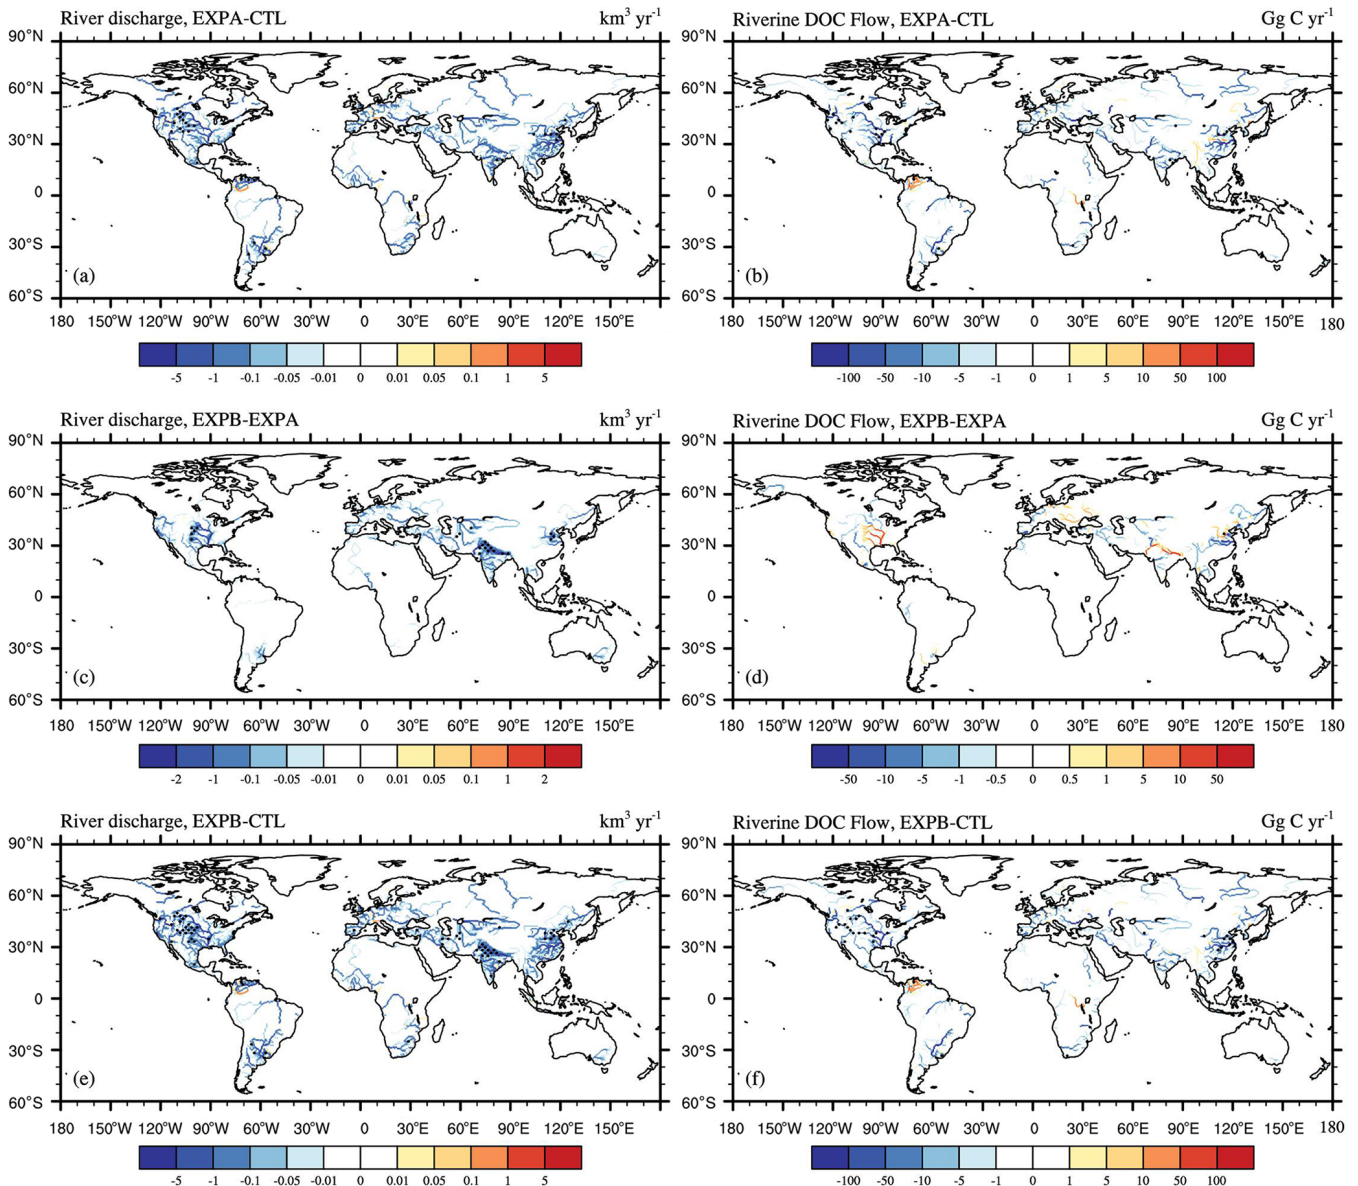 River discharge, EXPA-CTL km³ yr⁻¹
90°N
60°N
30°N
0
30°S
60°S
(a)
180 150°W 120°W 90°W 60°W 30°W 0 30°E 60°E 90°E 120°E 150°E
-5 -1 -0.1 -0.05 -0.01 0 0.01 0.05 0.1 1 5
Riverine DOC Flow, EXPA-CTL Gg C yr⁻¹
(b)
180 150°W 120°W 90°W 60°W 30°W 0 30°E 60°E 90°E 120°E 150°E 180
-100 -50 -10 -5 -1 0 1 5 10 50 100
River discharge, EXPB-EXPA km³ yr⁻¹
90°N
60°N
30°N
0
30°S
60°S
(c)
180 150°W 120°W 90°W 60°W 30°W 0 30°E 60°E 90°E 120°E 150°E
-2 -1 -0.1 -0.05 -0.01 0 0.01 0.05 0.1 1 2
Riverine DOC Flow, EXPB-EXPA Gg C yr⁻¹
(d)
180 150°W 120°W 90°W 60°W 30°W 0 30°E 60°E 90°E 120°E 150°E 180
-50 -10 -5 -1 -0.5 0 0.5 1 5 10 50
River discharge, EXPB-CTL km³ yr⁻¹
90°N
60°N
30°N
0
30°S
60°S
(e)
180 150°W 120°W 90°W 60°W 30°W 0 30°E 60°E 90°E 120°E 150°E
-5 -1 -0.1 -0.05 -0.01 0 0.01 0.05 0.1 1 5
Riverine DOC Flow, EXPB-CTL Gg C yr⁻¹
(f)
180 150°W 120°W 90°W 60°W 30°W 0 30°E 60°E 90°E 120°E 150°E 180
-100 -50 -10 -5 -1 0 1 5 10 50 100